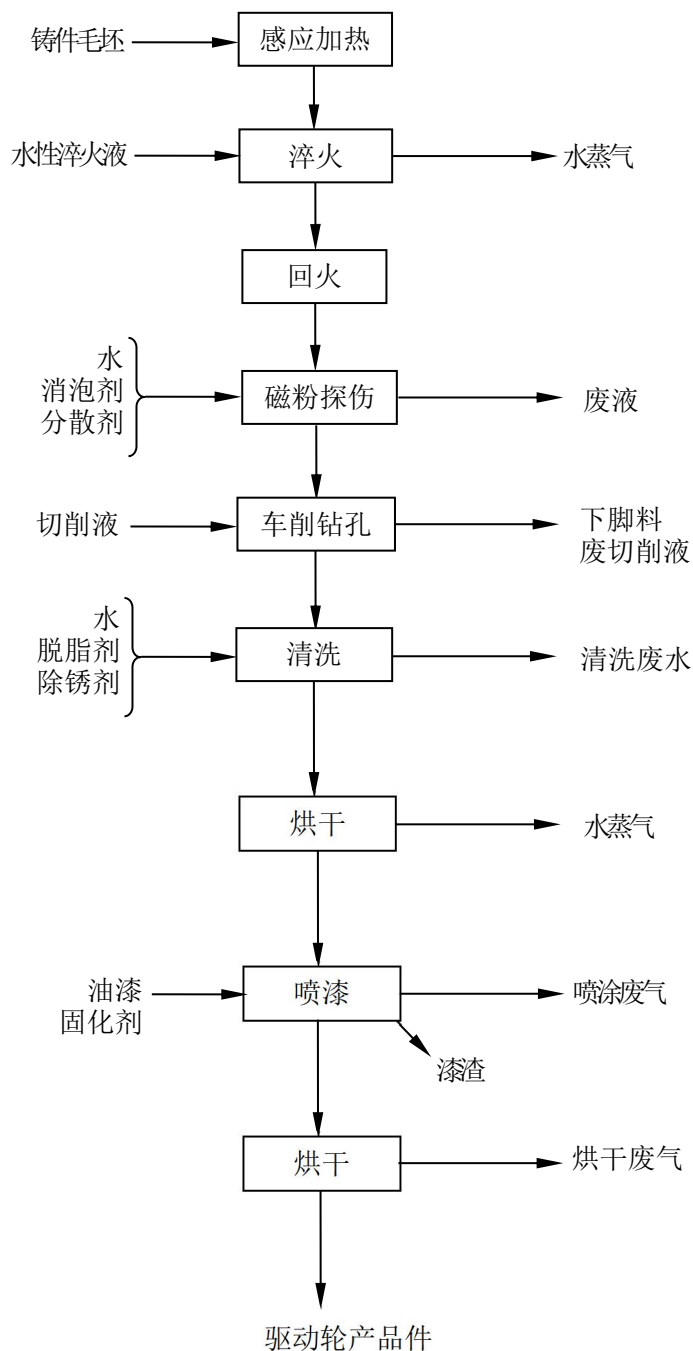 铸件毛坯
感应加热
水性淬火液
淬火
水蒸气
回火
水
消泡剂
分散剂
磁粉探伤
废液
切削液
车削钻孔
下脚料
废切削液
水
脱脂剂
除锈剂
清洗
清洗废水
烘干
水蒸气
油漆
固化剂
喷漆
喷涂废气
漆渣
烘干
烘干废气
驱动轮产品件